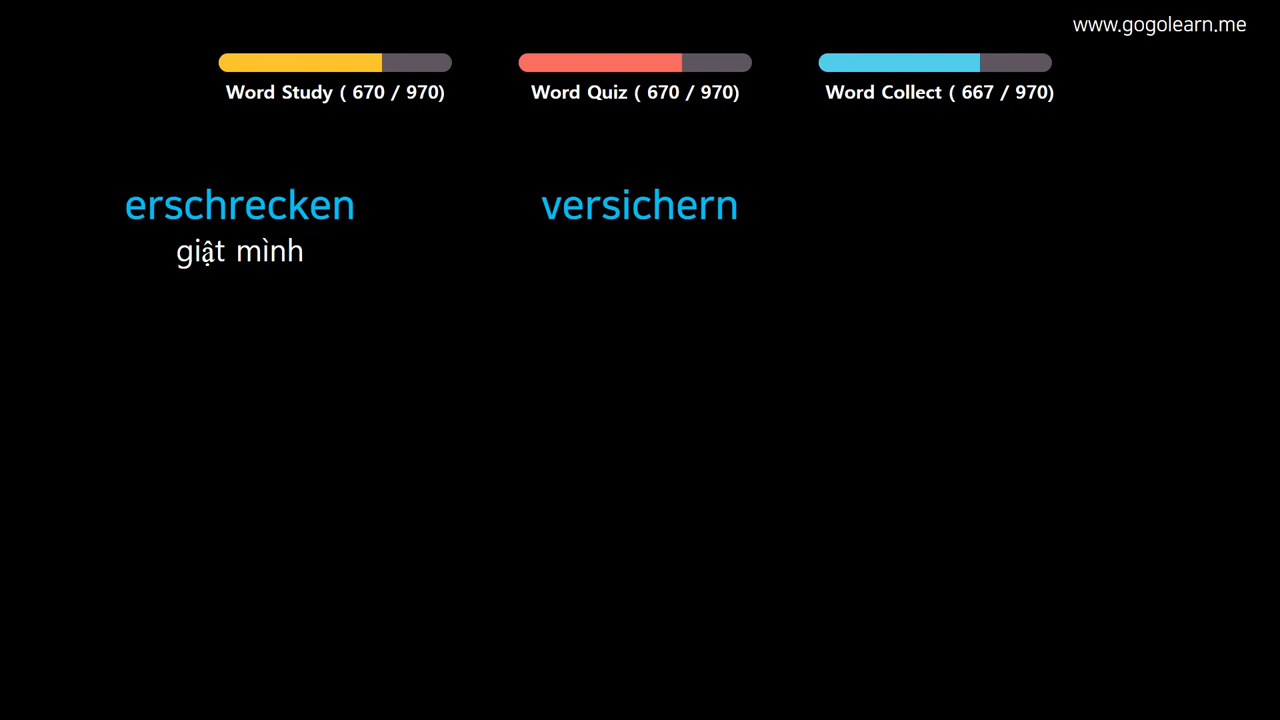 www.gogolearn.me
Word Study ( 670 / 970)
Word Quiz ( 670 / 970)
Word Collect ( 667 / 970)
erschrecken
giật mình
versichern